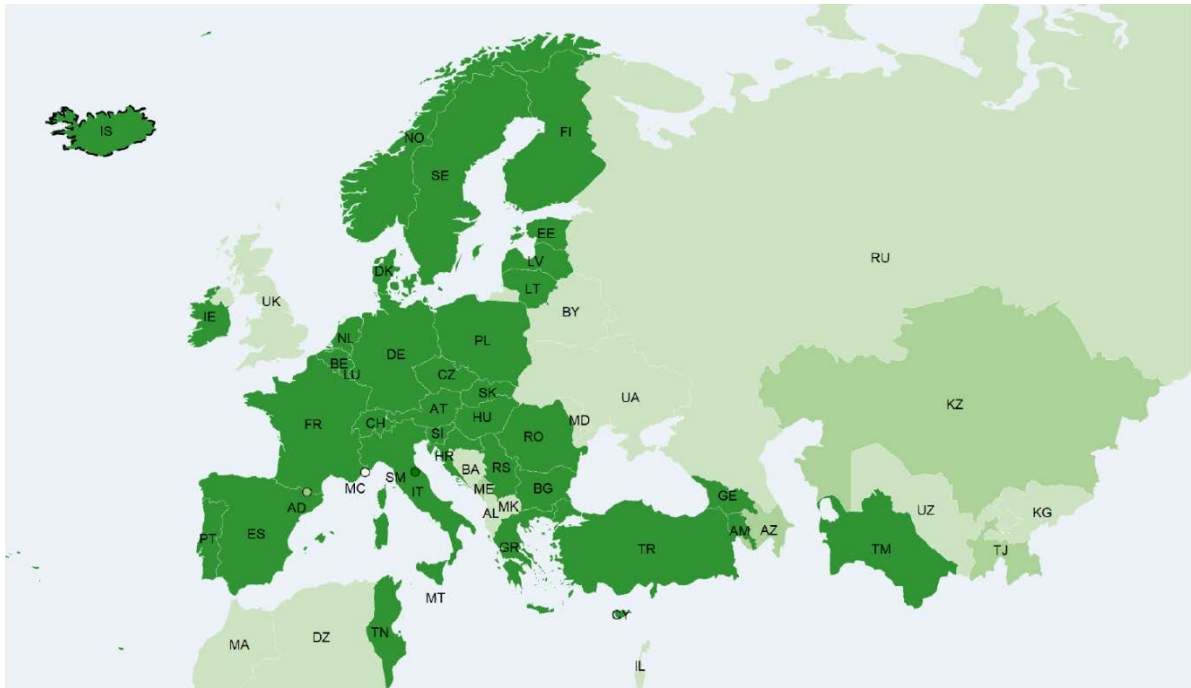 IS
NO
FI
SE
EE
RU
LV
DK
LT
UK
BY
IE
NL
PL
DE
BE
LU
CZ
UA
SK
KZ
AT
HU
MD
FR
CH
SI
RO
HR
BA
RS
SM
IT
MC
ME
BG
GE
AD
MK
UZ
KG
AL
AM
AZ
PT
ES
GR
TR
TM
TJ
MT
CY
TN
MA
DZ
IL